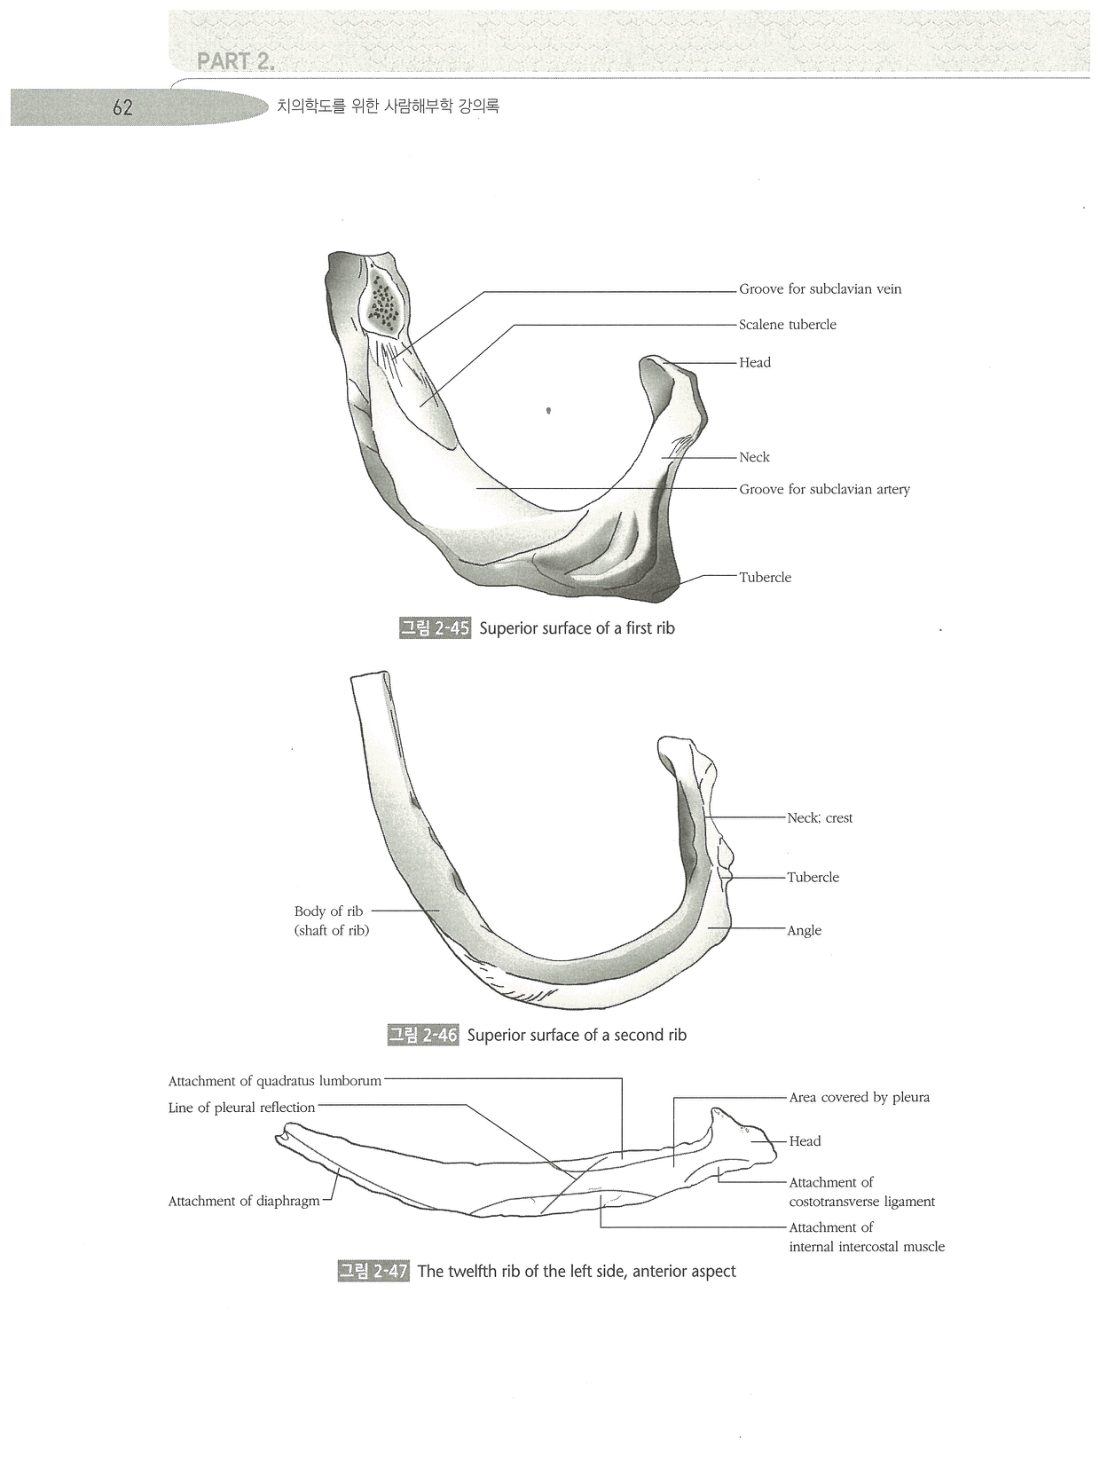 PART 2.
62
치의학도를 위한 사람해부학 강의록
Groove for subclavian vein
Scalene tubercle
Head
Neck
Groove for subclavian artery
Tubercle
그림 2-45 Superior surface of a first rib
Neck; crest
Tubercle
Body of rib
(shaft of rib)
Angle
그림 2-46 Superior surface of a second rib
Attachment of quadratus lumborum
Line of pleural reflection
Area covered by pleura
Head
Attachment of diaphragm
Attachment of
costotransverse ligament
Attachment of
internal intercostal muscle
그림 2-47 The twelfth rib of the left side, anterior aspect